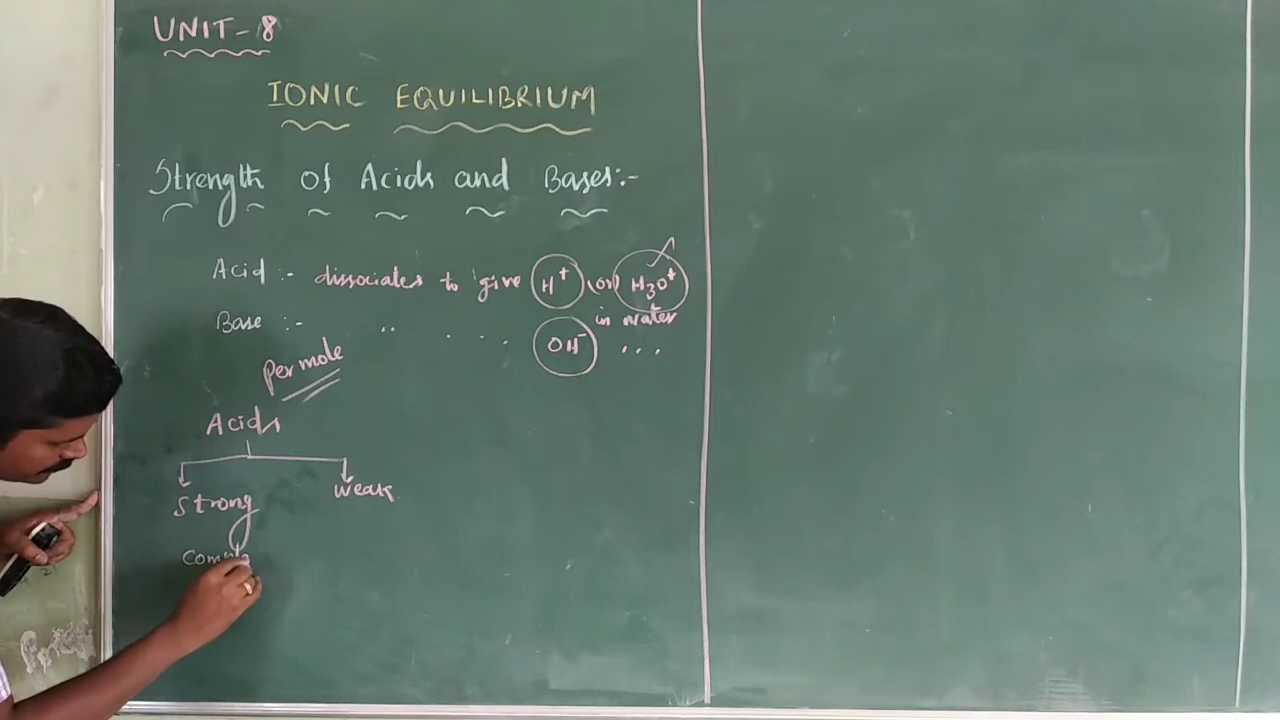 UNIT-8
IONIC EQUILIBRIUM
Strength of Acids and Bases:-
Acid :- dissociates to give H+ (or) H3O+
in water
Base :- .. . . .. OH- ...
per mole
Acids
Strong Weak